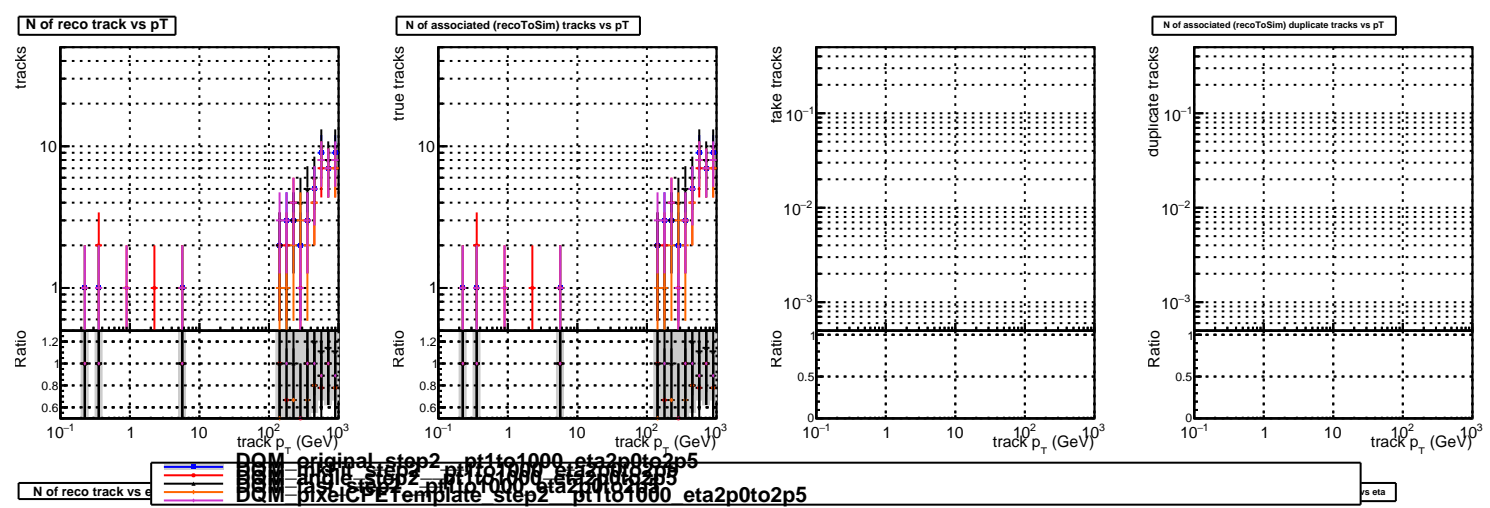 N of reco track vs pT
N of associated (recoToSim) tracks vs pT
N of associated (recoToSim) duplicate tracks vs pT
tracks
10
1
Ratio
1.2
1
0.8
0.6
10⁻¹ 1 10 10² 10³
track p_T (GeV)
true tracks
10
1
Ratio
1.2
1
0.8
0.6
10⁻¹ 1 10 10² 10³
track p_T (GeV)
fake tracks
10⁻¹
10⁻²
10⁻³
Ratio
1
0.5
0
10⁻¹ 1 10 10² 10³
track p_T (GeV)
duplicate tracks
10⁻¹
10⁻²
10⁻³
Ratio
1
0.5
0
10⁻¹ 1 10 10² 10³
track p_T (GeV)
DQM_original_step2__pt1to1000_eta2p0to2p5
DQM_pixelCPETemplate_step2__pt1to1000_eta2p0to2p5
N of reco track vs
vs eta